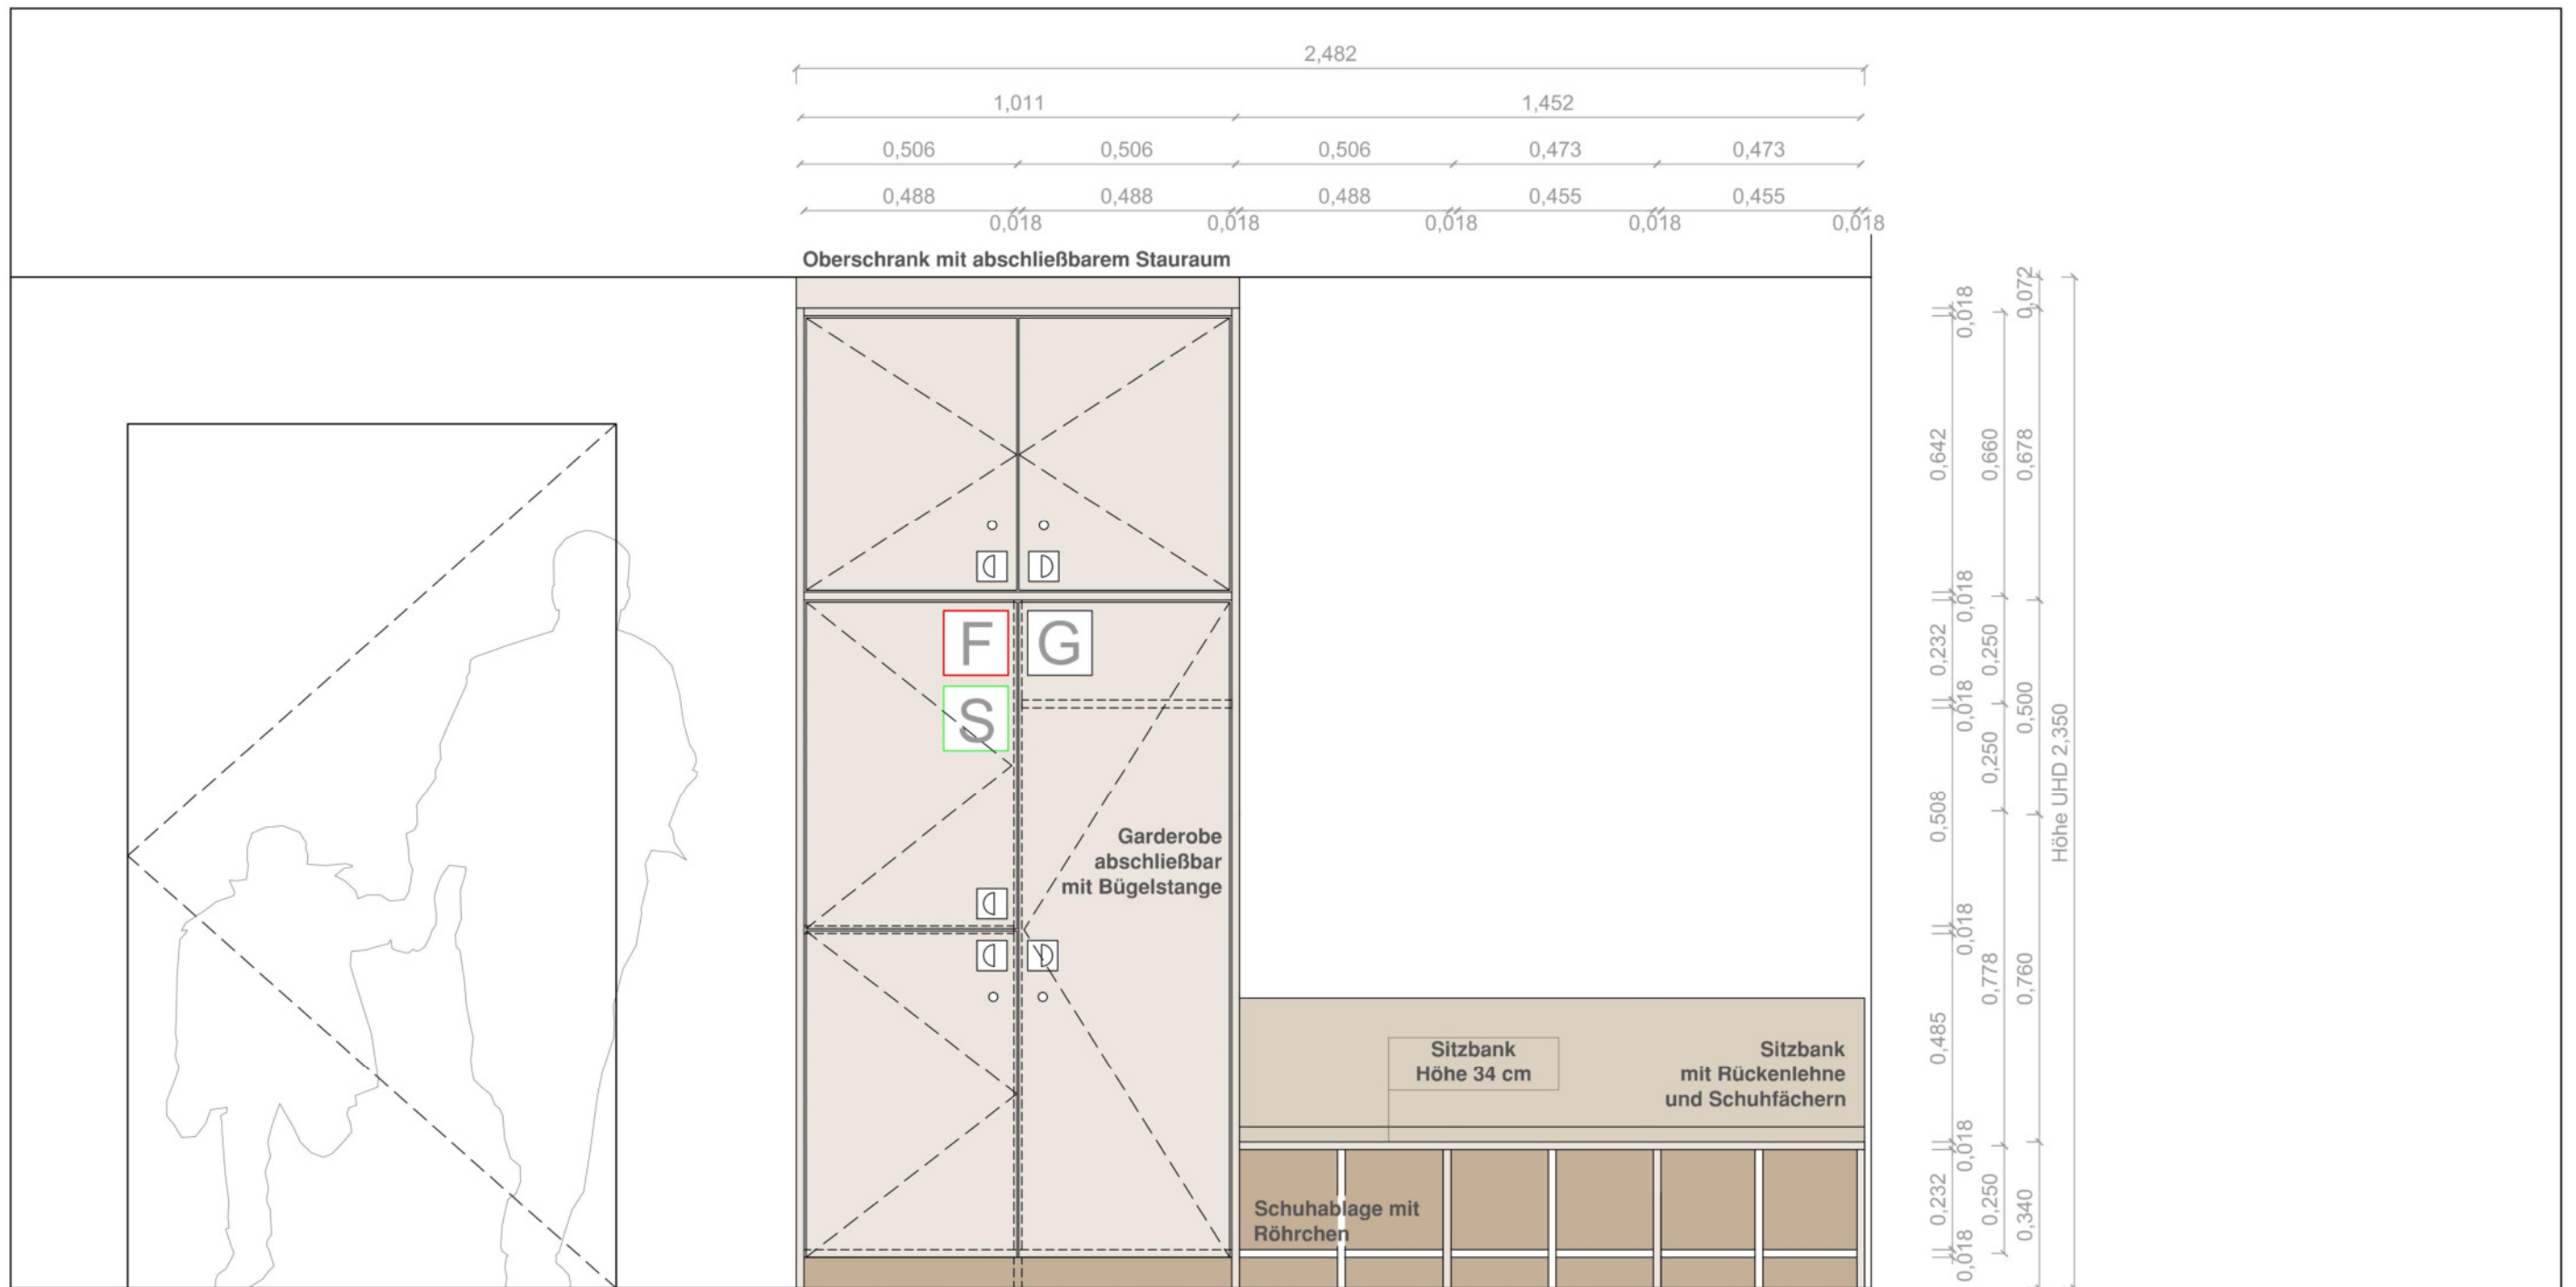 2,482
1,011 1,452
0,506 0,506 0,506 0,473 0,473
0,488 0,488 0,488 0,455 0,455
0,018 0,018 0,018 0,018 0,018
Oberschrank mit abschließbarem Stauraum
F G
S
Garderobe
abschließbar
mit Bügelstange
Sitzbank
Höhe 34 cm
Sitzbank
mit Rückenlehne
und Schuhfächern
Schuhablage mit
Röhrchen
0,642
0,232
0,508
0,485
0,232
0,018
0,018
0,018
0,018
0,018
0,018
0,660
0,250
0,250
0,778
0,250
0,072
0,678
0,500
0,760
0,340
Höhe UHD 2,350